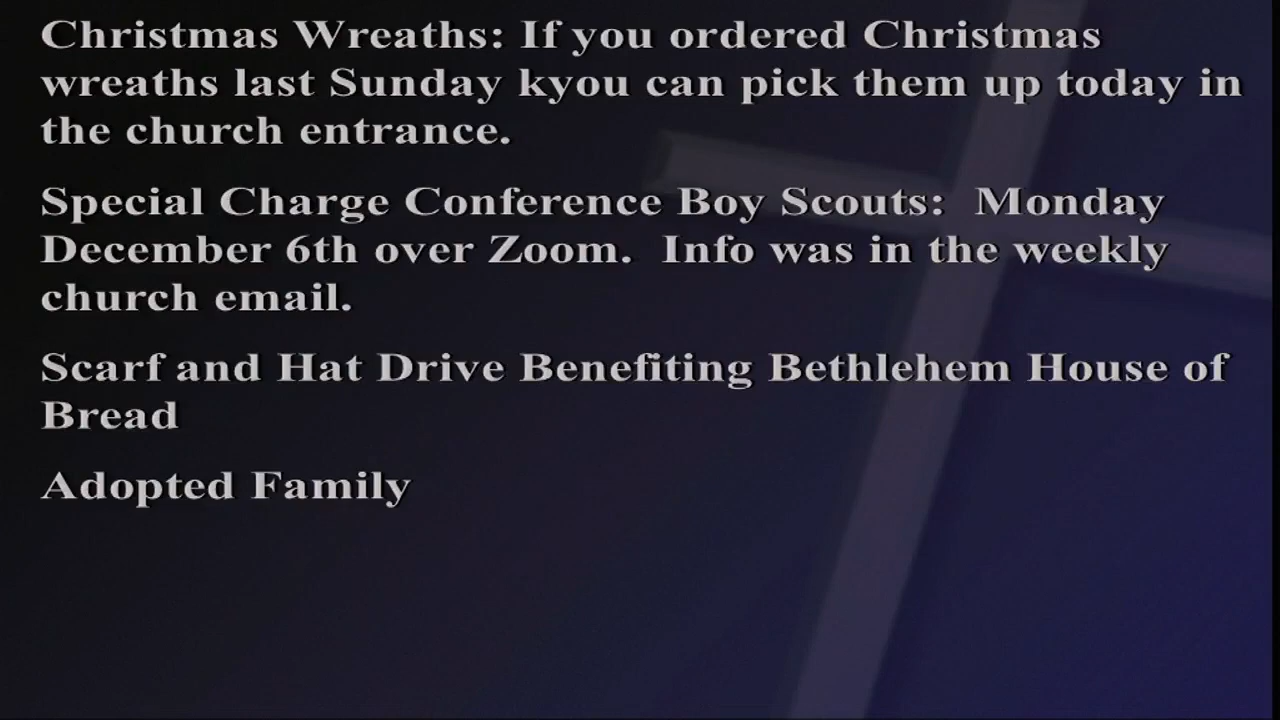 Christmas Wreaths: If you ordered Christmas
wreaths last Sunday kyou can pick them up today in
the church entrance.
Special Charge Conference Boy Scouts:  Monday
December 6th over Zoom.  Info was in the weekly
church email.
Scarf and Hat Drive Benefiting Bethlehem House of
Bread
Adopted Family